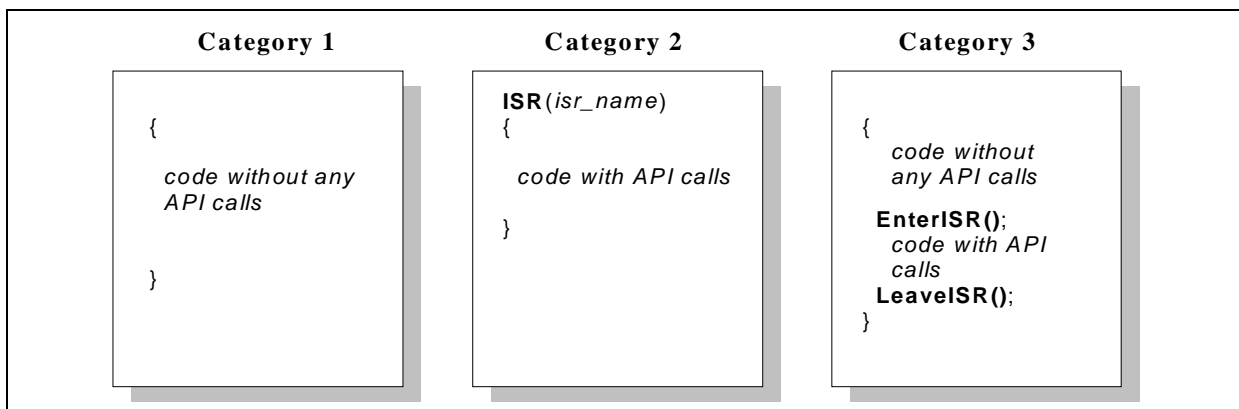 Category 1
{
code without any
API calls
}
Category 2
ISR(isr_name)
{
code with API calls
}
Category 3
{
code without
any API calls
EnterISR();
code with API
calls
LeaveISR();
}